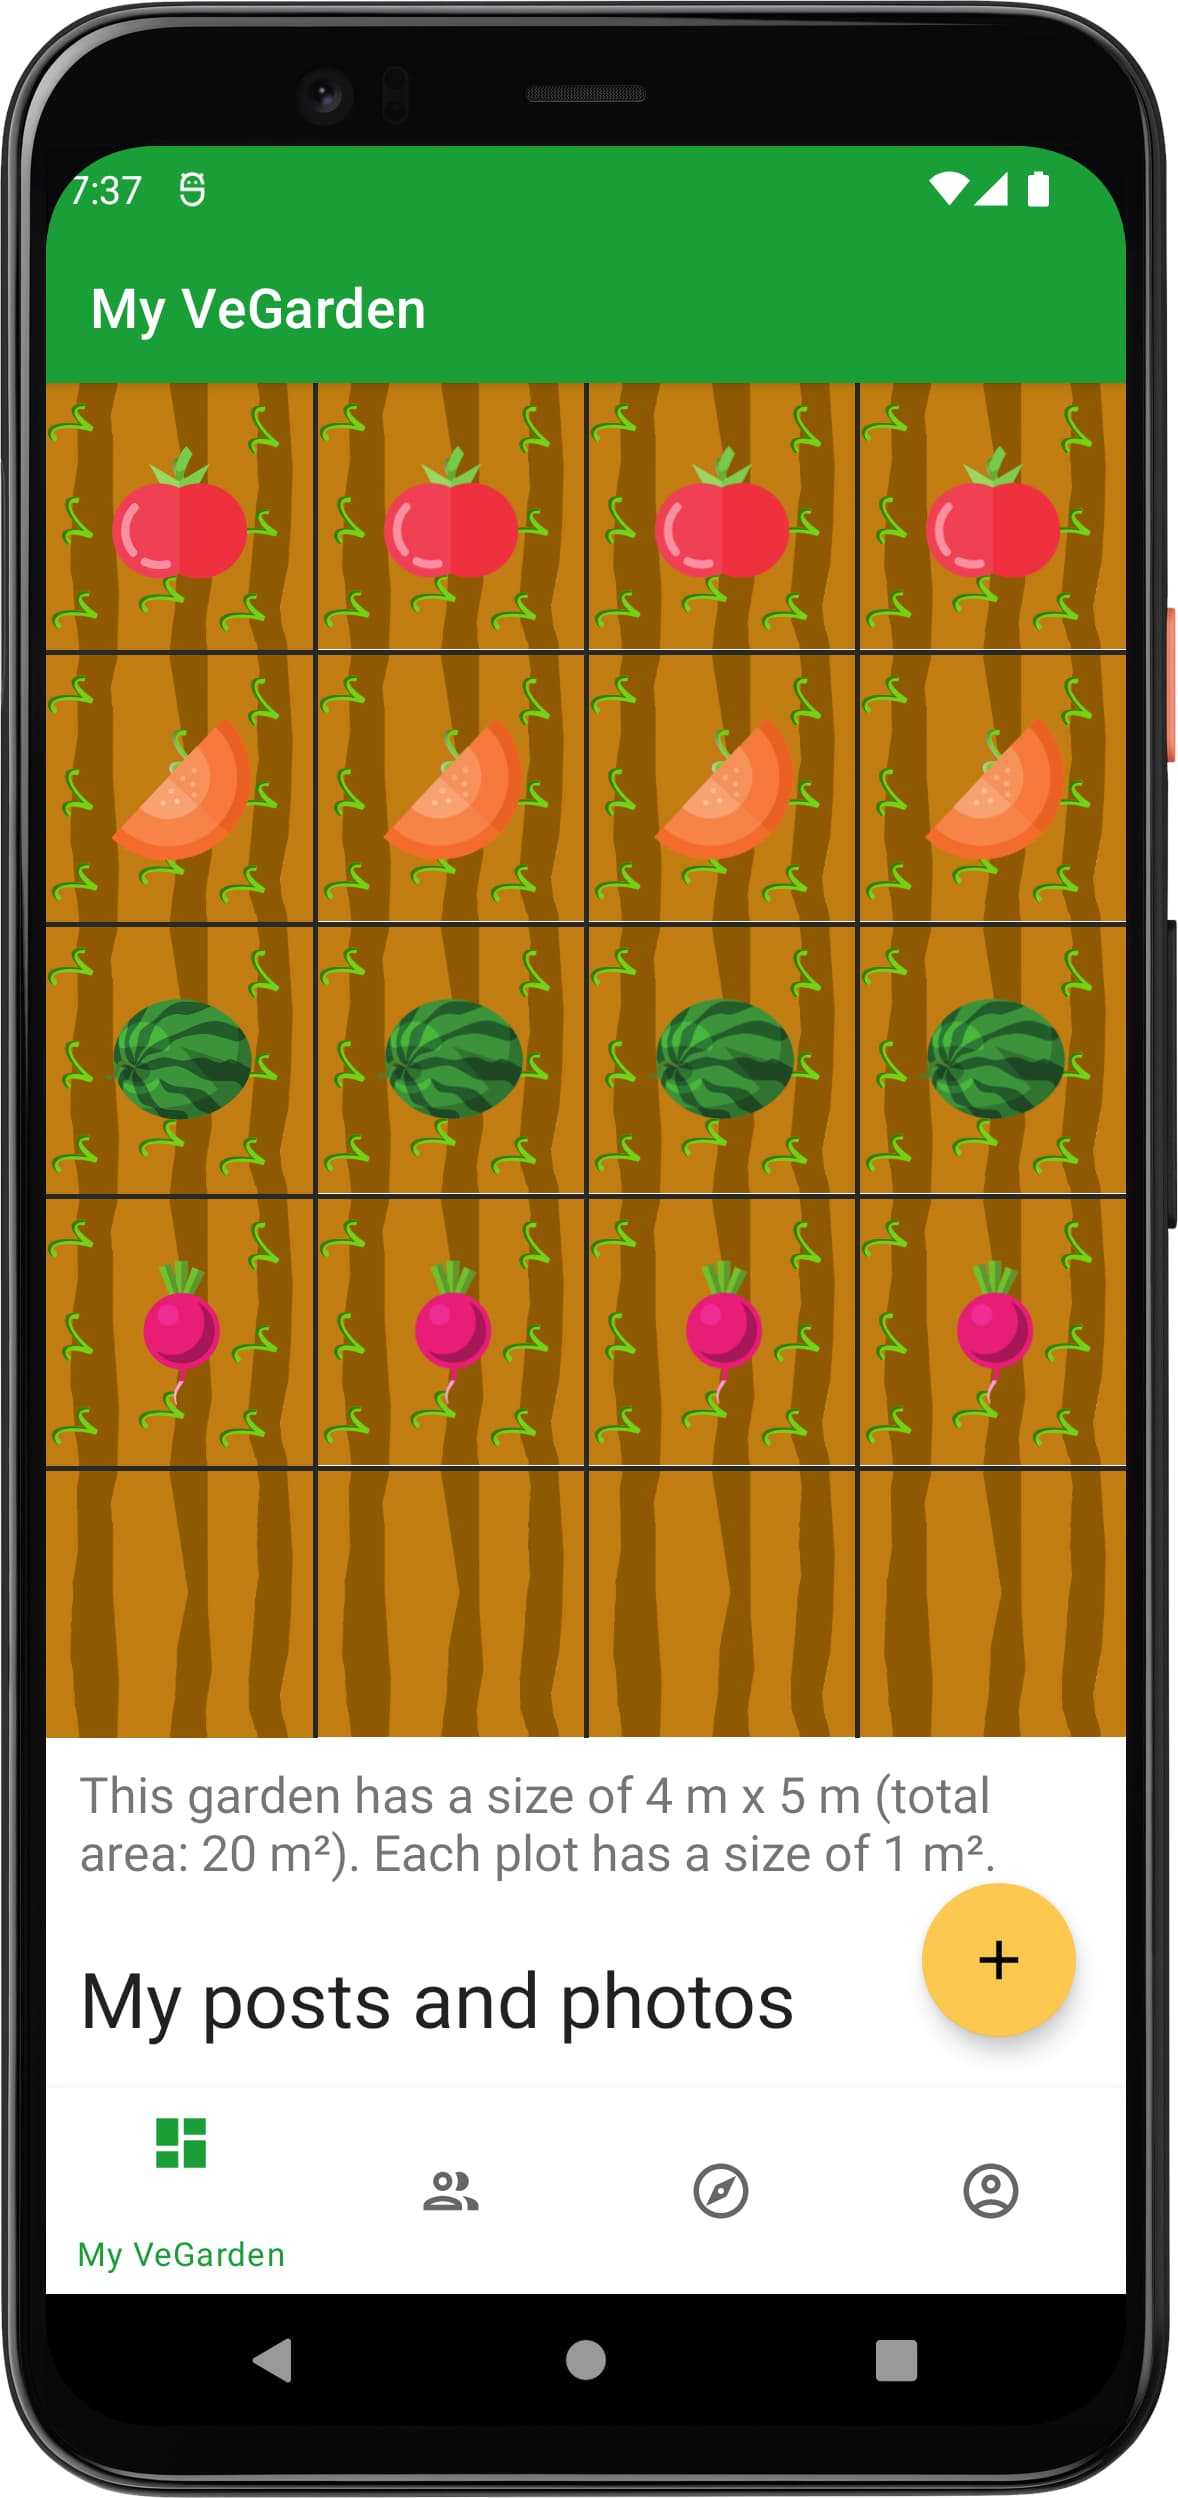 7:37
My VeGarden
This garden has a size of 4 m x 5 m (total
area: 20 m²). Each plot has a size of 1 m².
+
My posts and photos
My VeGarden